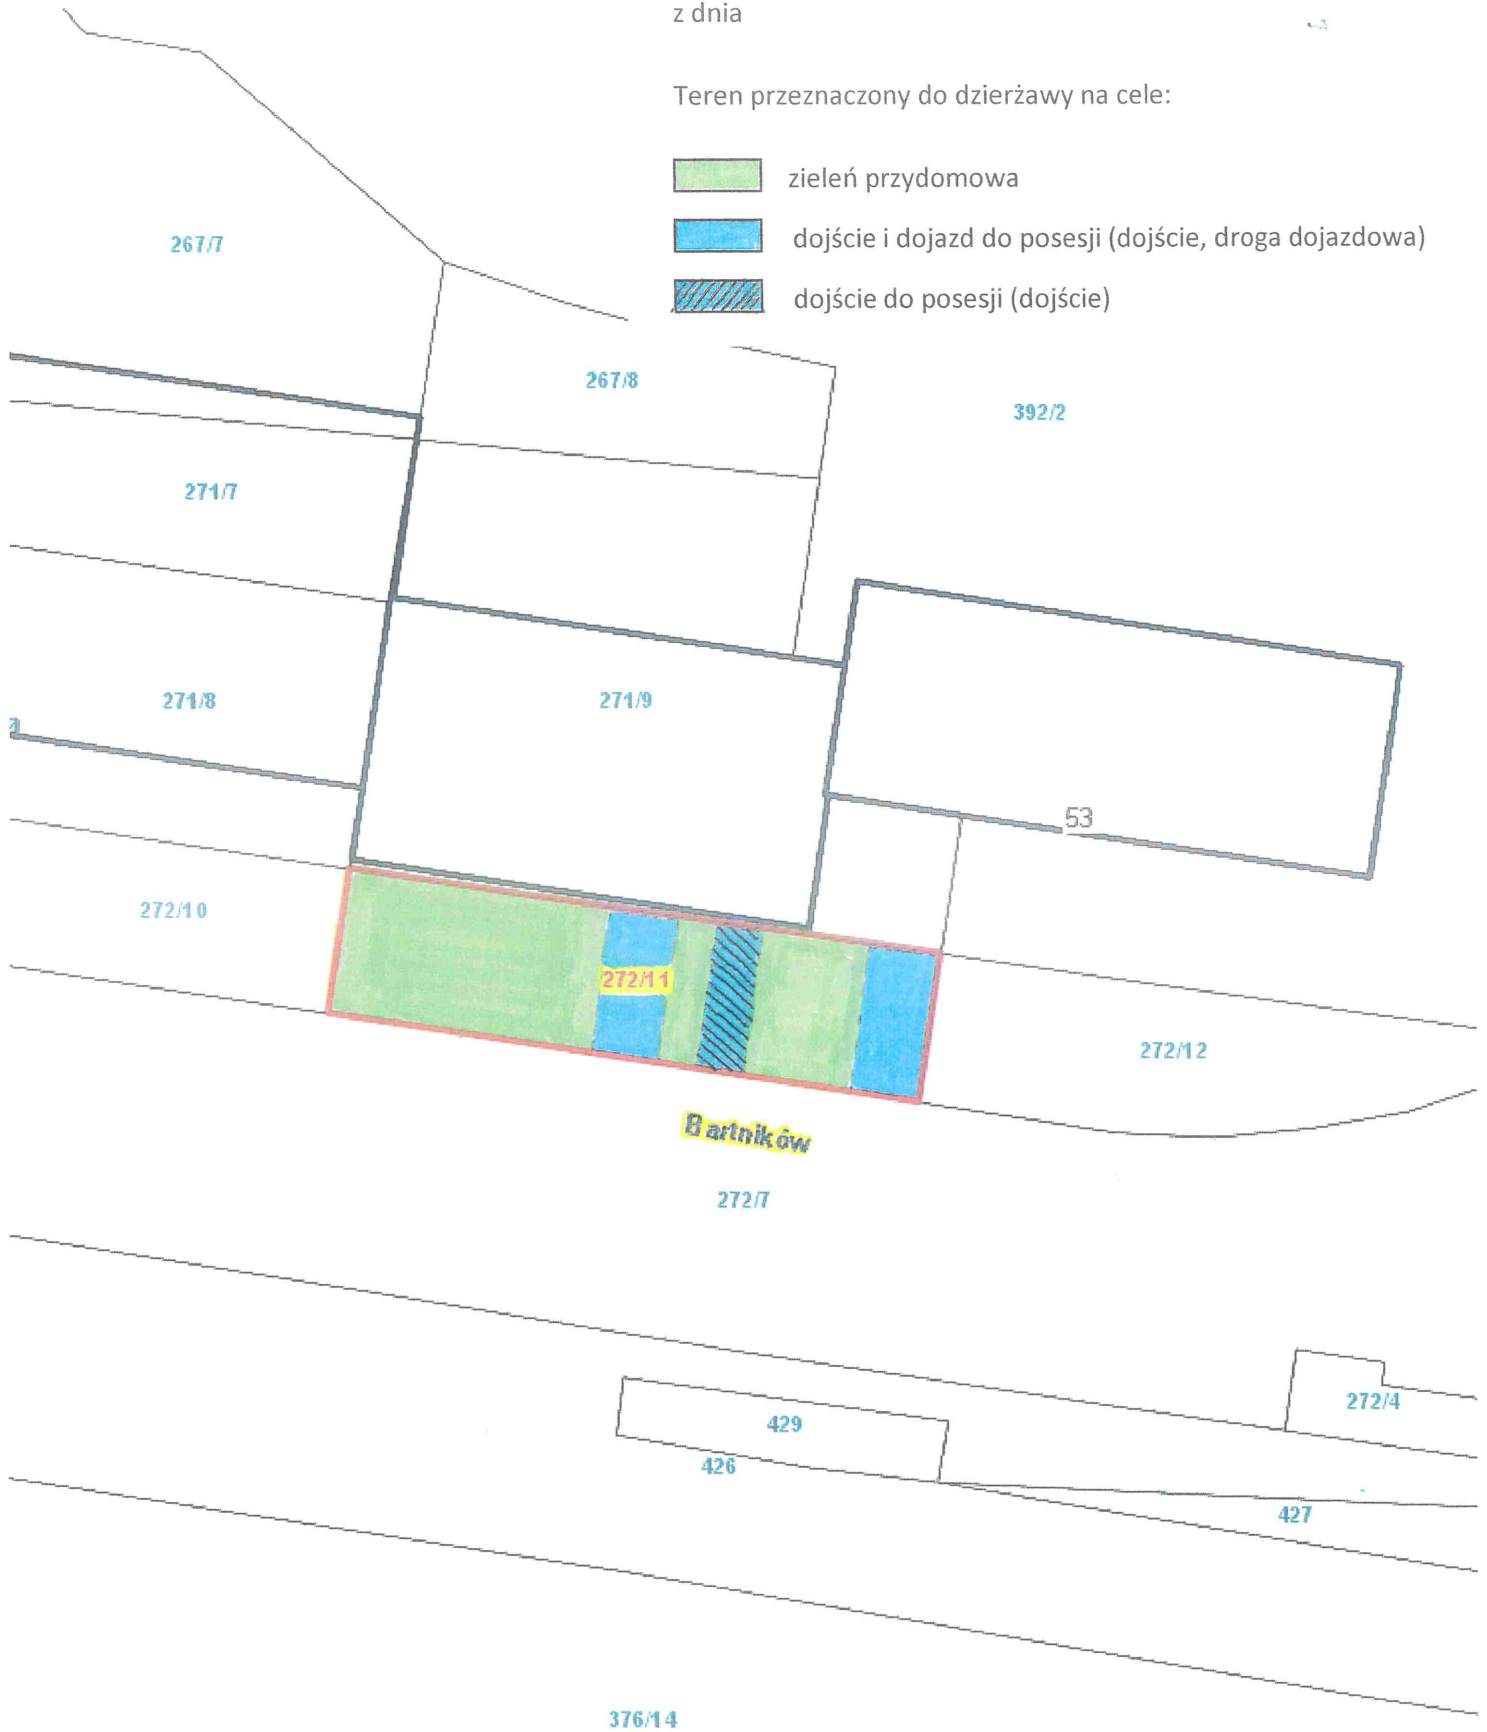 z dnia
Teren przeznaczony do dzierżawy na cele:
zieleń przydomowa
dojście i dojazd do posesji (dojście, droga dojazdowa)
dojście do posesji (dojście)
267/7
267/8
392/2
271/7
271/8
271/9
53
272/10
272/11
272/12
Bartników
272/7
272/4
429
426
427
376/14